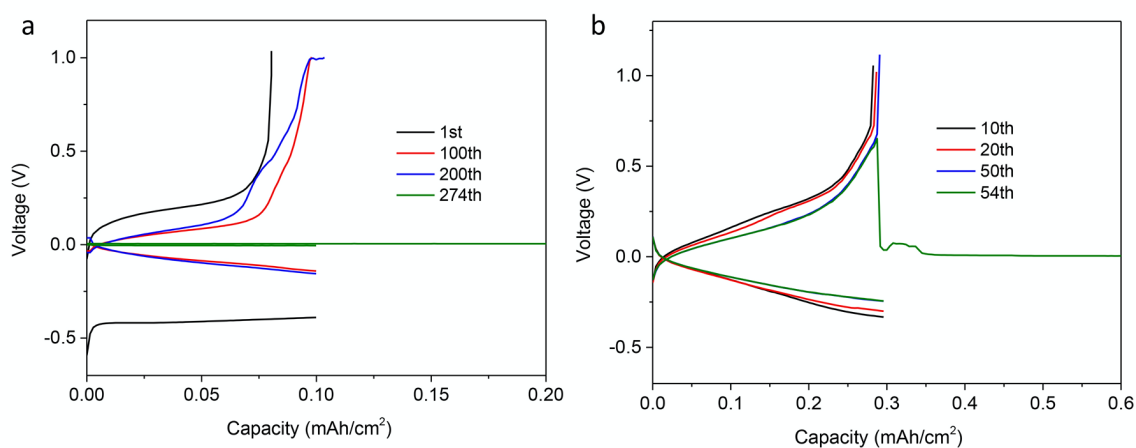 a
1.0
0.5
0.0
-0.5
Voltage (V)
1st
100th
200th
274th
0.00
0.05
0.10
0.15
0.20
Capacity (mAh/cm²)
b
1.0
0.5
0.0
-0.5
Voltage (V)
10th
20th
50th
54th
0.0
0.1
0.2
0.3
0.4
0.5
0.6
Capacity (mAh/cm²)